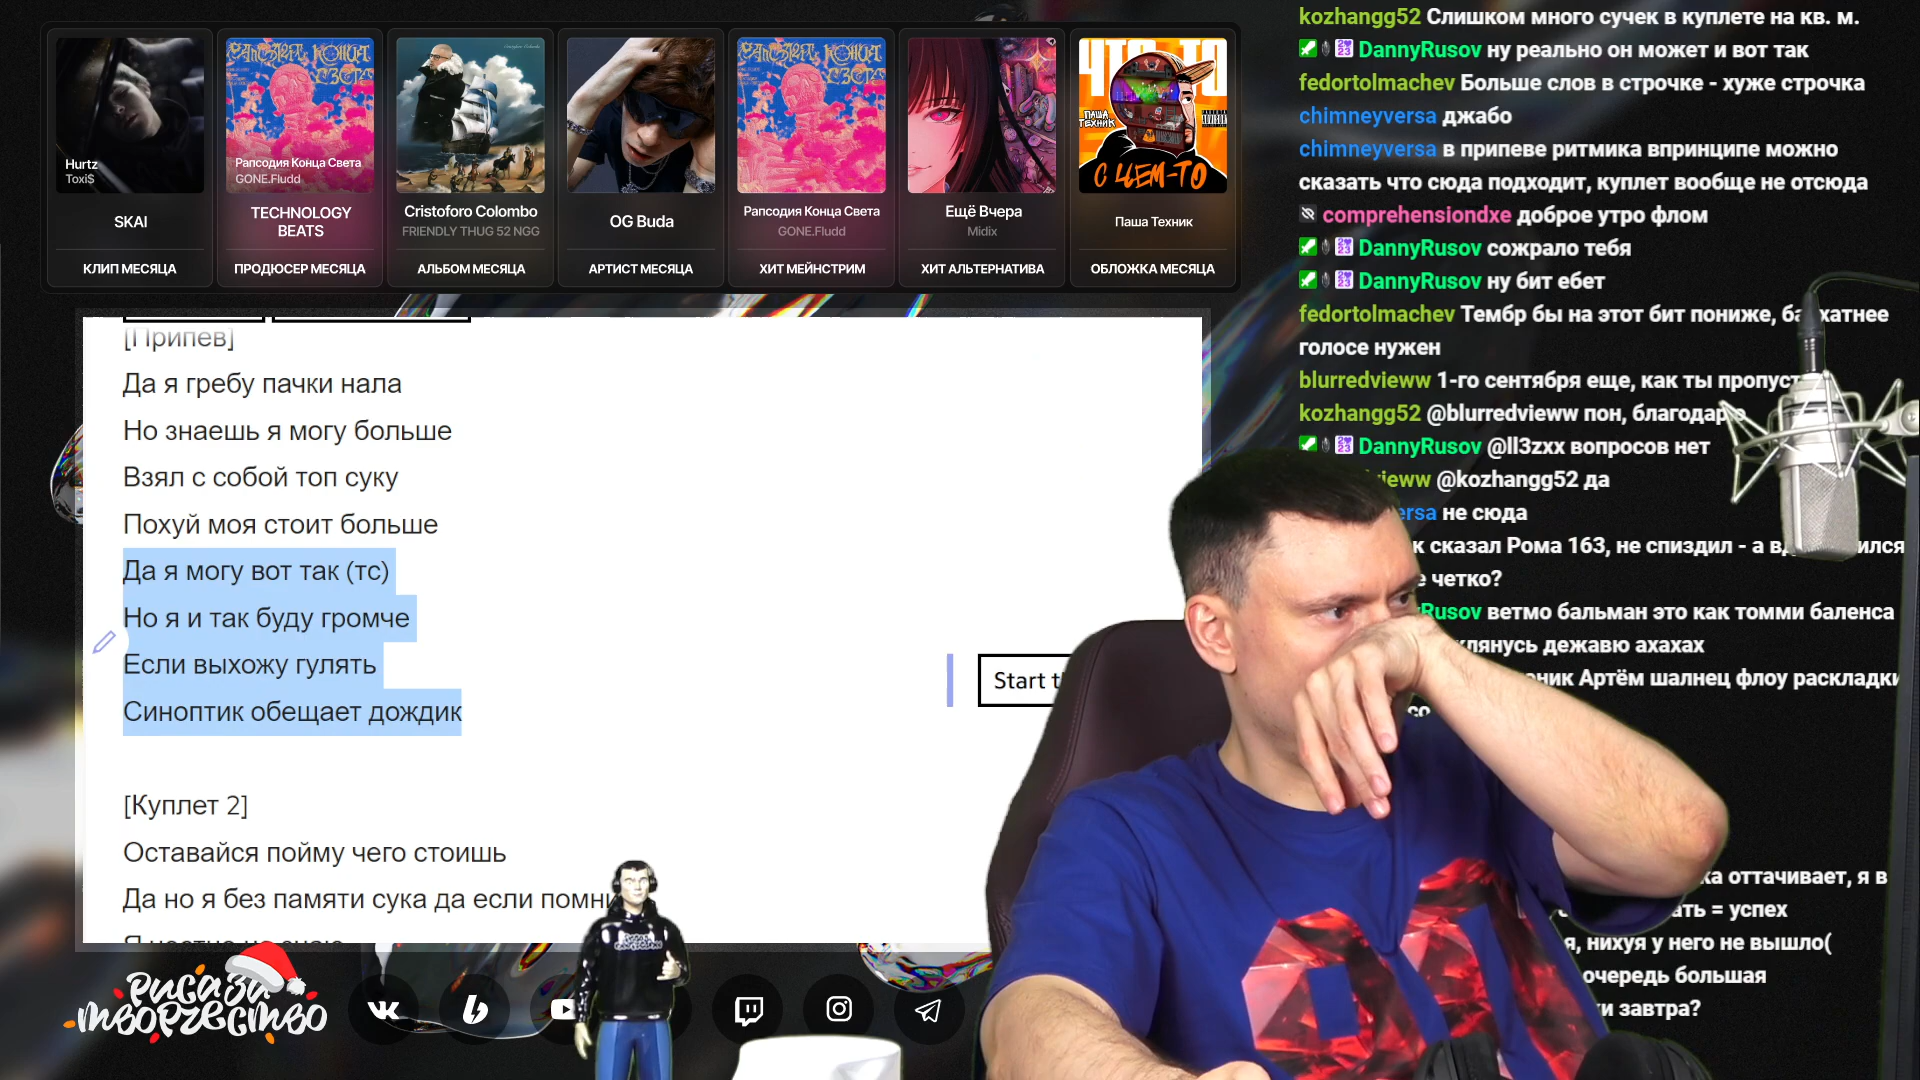 Hurtz
Toxi$
SKAI
КЛИП МЕСЯЦА
Рапсодия Конца Света
GONE.Fludd
TECHNOLOGY
BEATS
ПРОДЮСЕР МЕСЯЦА
Cristoforo Colombo
FRIENDLY THUG 52 NGG
АЛЬБОМ МЕСЯЦА
OG Buda
АРТИСТ МЕСЯЦА
Рапсодия Конца Света
GONE.Fludd
ХИТ МЕЙНСТРИМ
Ещё Вчера
Midix
ХИТ АЛЬТЕРНАТИВА
ЧТО-ТО
ПАША
ТЕХНИК
С ЧЕМ-ТО
Паша Техник
ОБЛОЖКА МЕСЯЦА
[Припев]
Да я гребу пачки нала
Но знаешь я могу больше
Взял с собой топ суку
Похуй моя стоит больше
Да я могу вот так (тс)
Но я и так буду громче
Если выхожу гулять
Синоптик обещает дождик
[Куплет 2]
Оставайся пойму чего стоишь
Да но я без памяти сука да если
Start
риса за
творчество
kozhangg52 Слишком много сучек в куплете на кв. м.
DannyRusov ну реально он может и вот так
fedortolmachev Больше слов в строчке - хуже строчка
chimneyversa джабо
chimneyversa в припеве ритмика впринципе можно
сказать что сюда подходит, куплет вообще не отсюда
comprehensiondxe доброе утро флом
DannyRusov сожрало тебя
DannyRusov ну бит ебет
fedortolmachev Тембр бы на этот бит пониже,
голосе нужен
blurredvieww 1-го сентября еще, как ты
kozhangg52 @blurredvieww пон,
DannyRusov @ll3zxx вопросов нет
@kozhangg52 да
не сюда
сказал Рома 163, не спиздил - а
четко?
ветмо бальман это как томми баленса
дежавю ахахах
Артём шалнец флоу раскладки
оттачивает, я в
= успех
нихуя у него не вышло(
очередь большая
завтра?